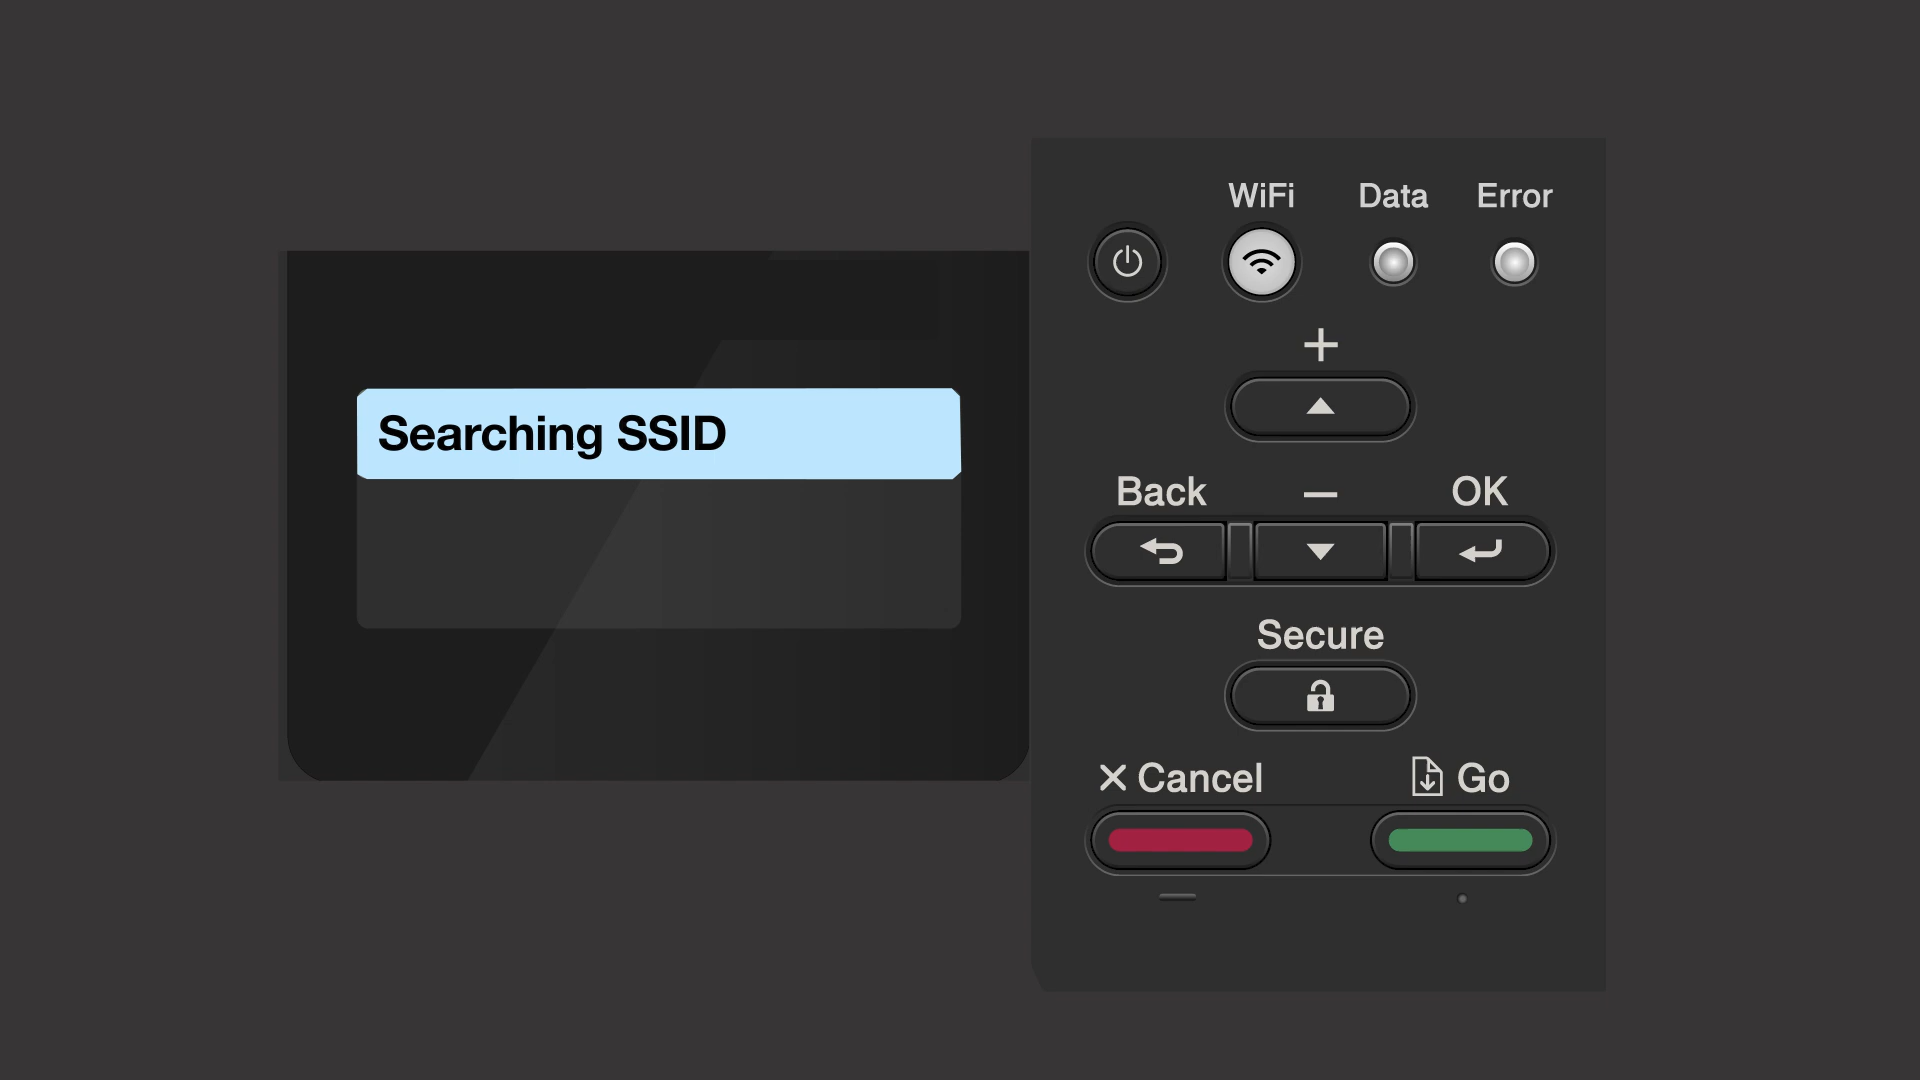 Searching SSID
WiFi Data Error
+
Back − OK
Secure
✕ Cancel Go